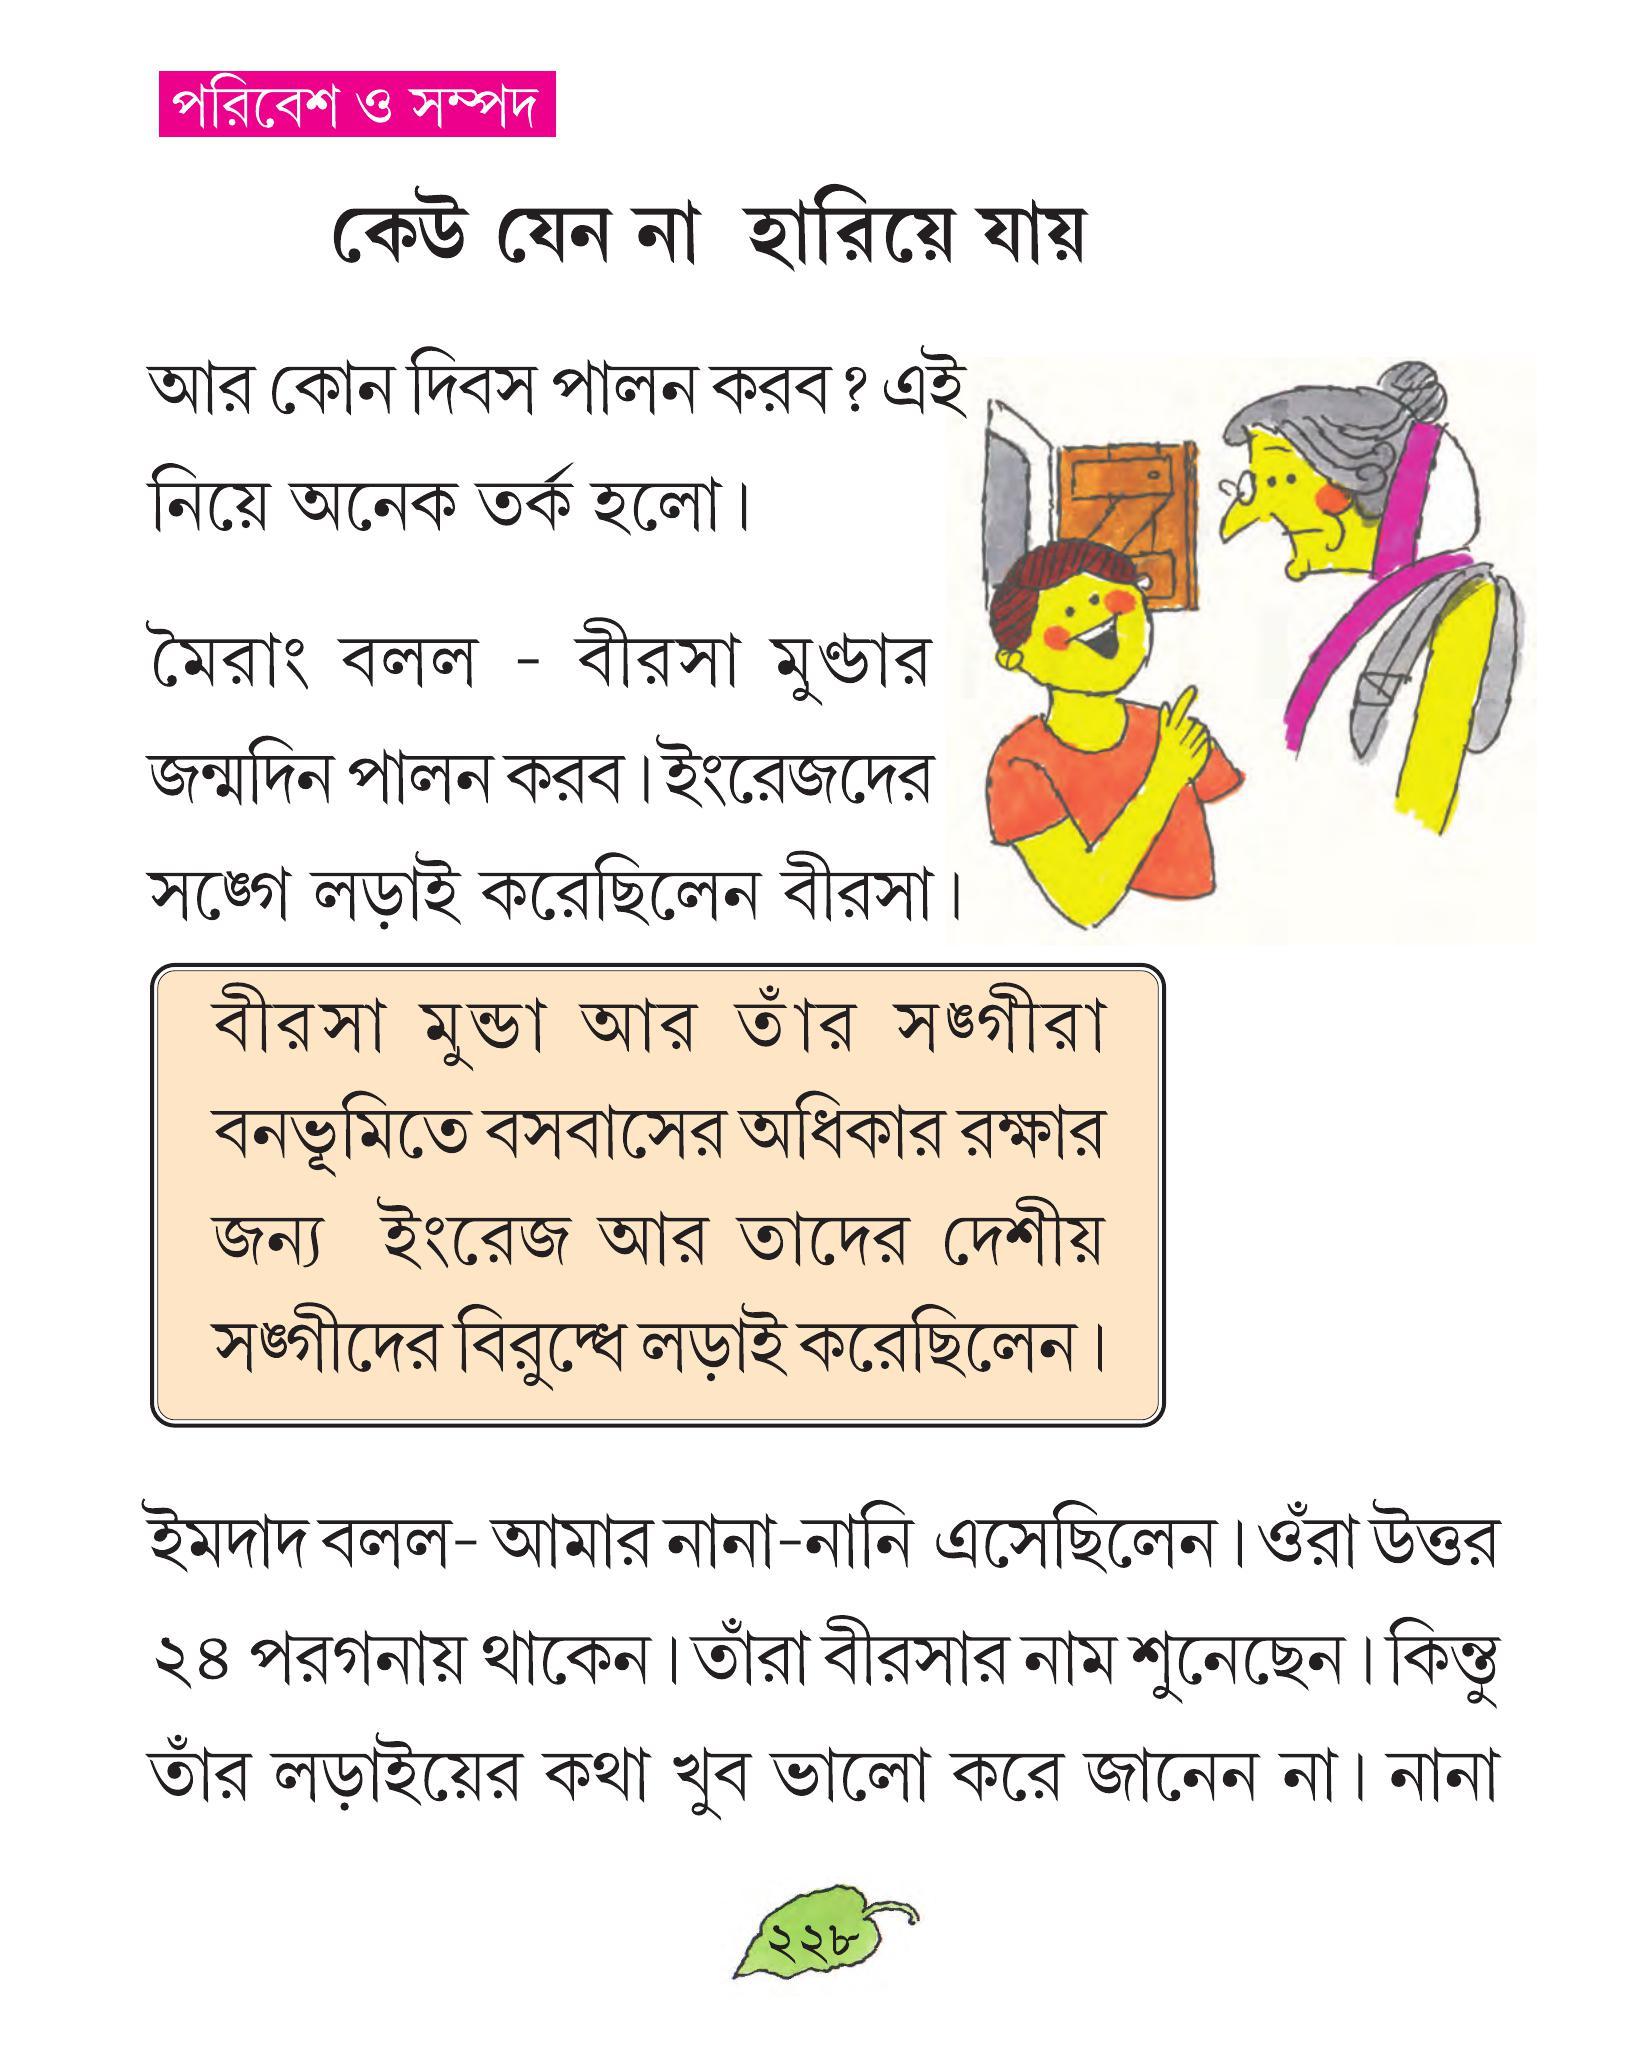 পরিবেশ ও সম্পদ
কেউ যেন না হারিয়ে যায়
আর কোন দিবস পালন করব? এই
নিয়ে অনেক তর্ক হলো।
মৈরাং বলল - বীরসা মুণ্ডার
জন্মদিন পালন করব। ইংরেজদের
সঙ্গে লড়াই করেছিলেন বীরসা।
বীরসা মুন্ডা আর তাঁর সঙ্গীরা
বনভূমিতে বসবাসের অধিকার রক্ষার
জন্য ইংরেজ আর তাদের দেশীয়
সঙ্গীদের বিরুদ্ধে লড়াই করেছিলেন।
ইমদাদ বলল- আমার নানা-নানি এসেছিলেন। ওঁরা উত্তর
২৪ পরগনায় থাকেন। তাঁরা বীরসার নাম শুনেছেন। কিন্তু
তাঁর লড়াইয়ের কথা খুব ভালো করে জানেন না। নানা
২২৮